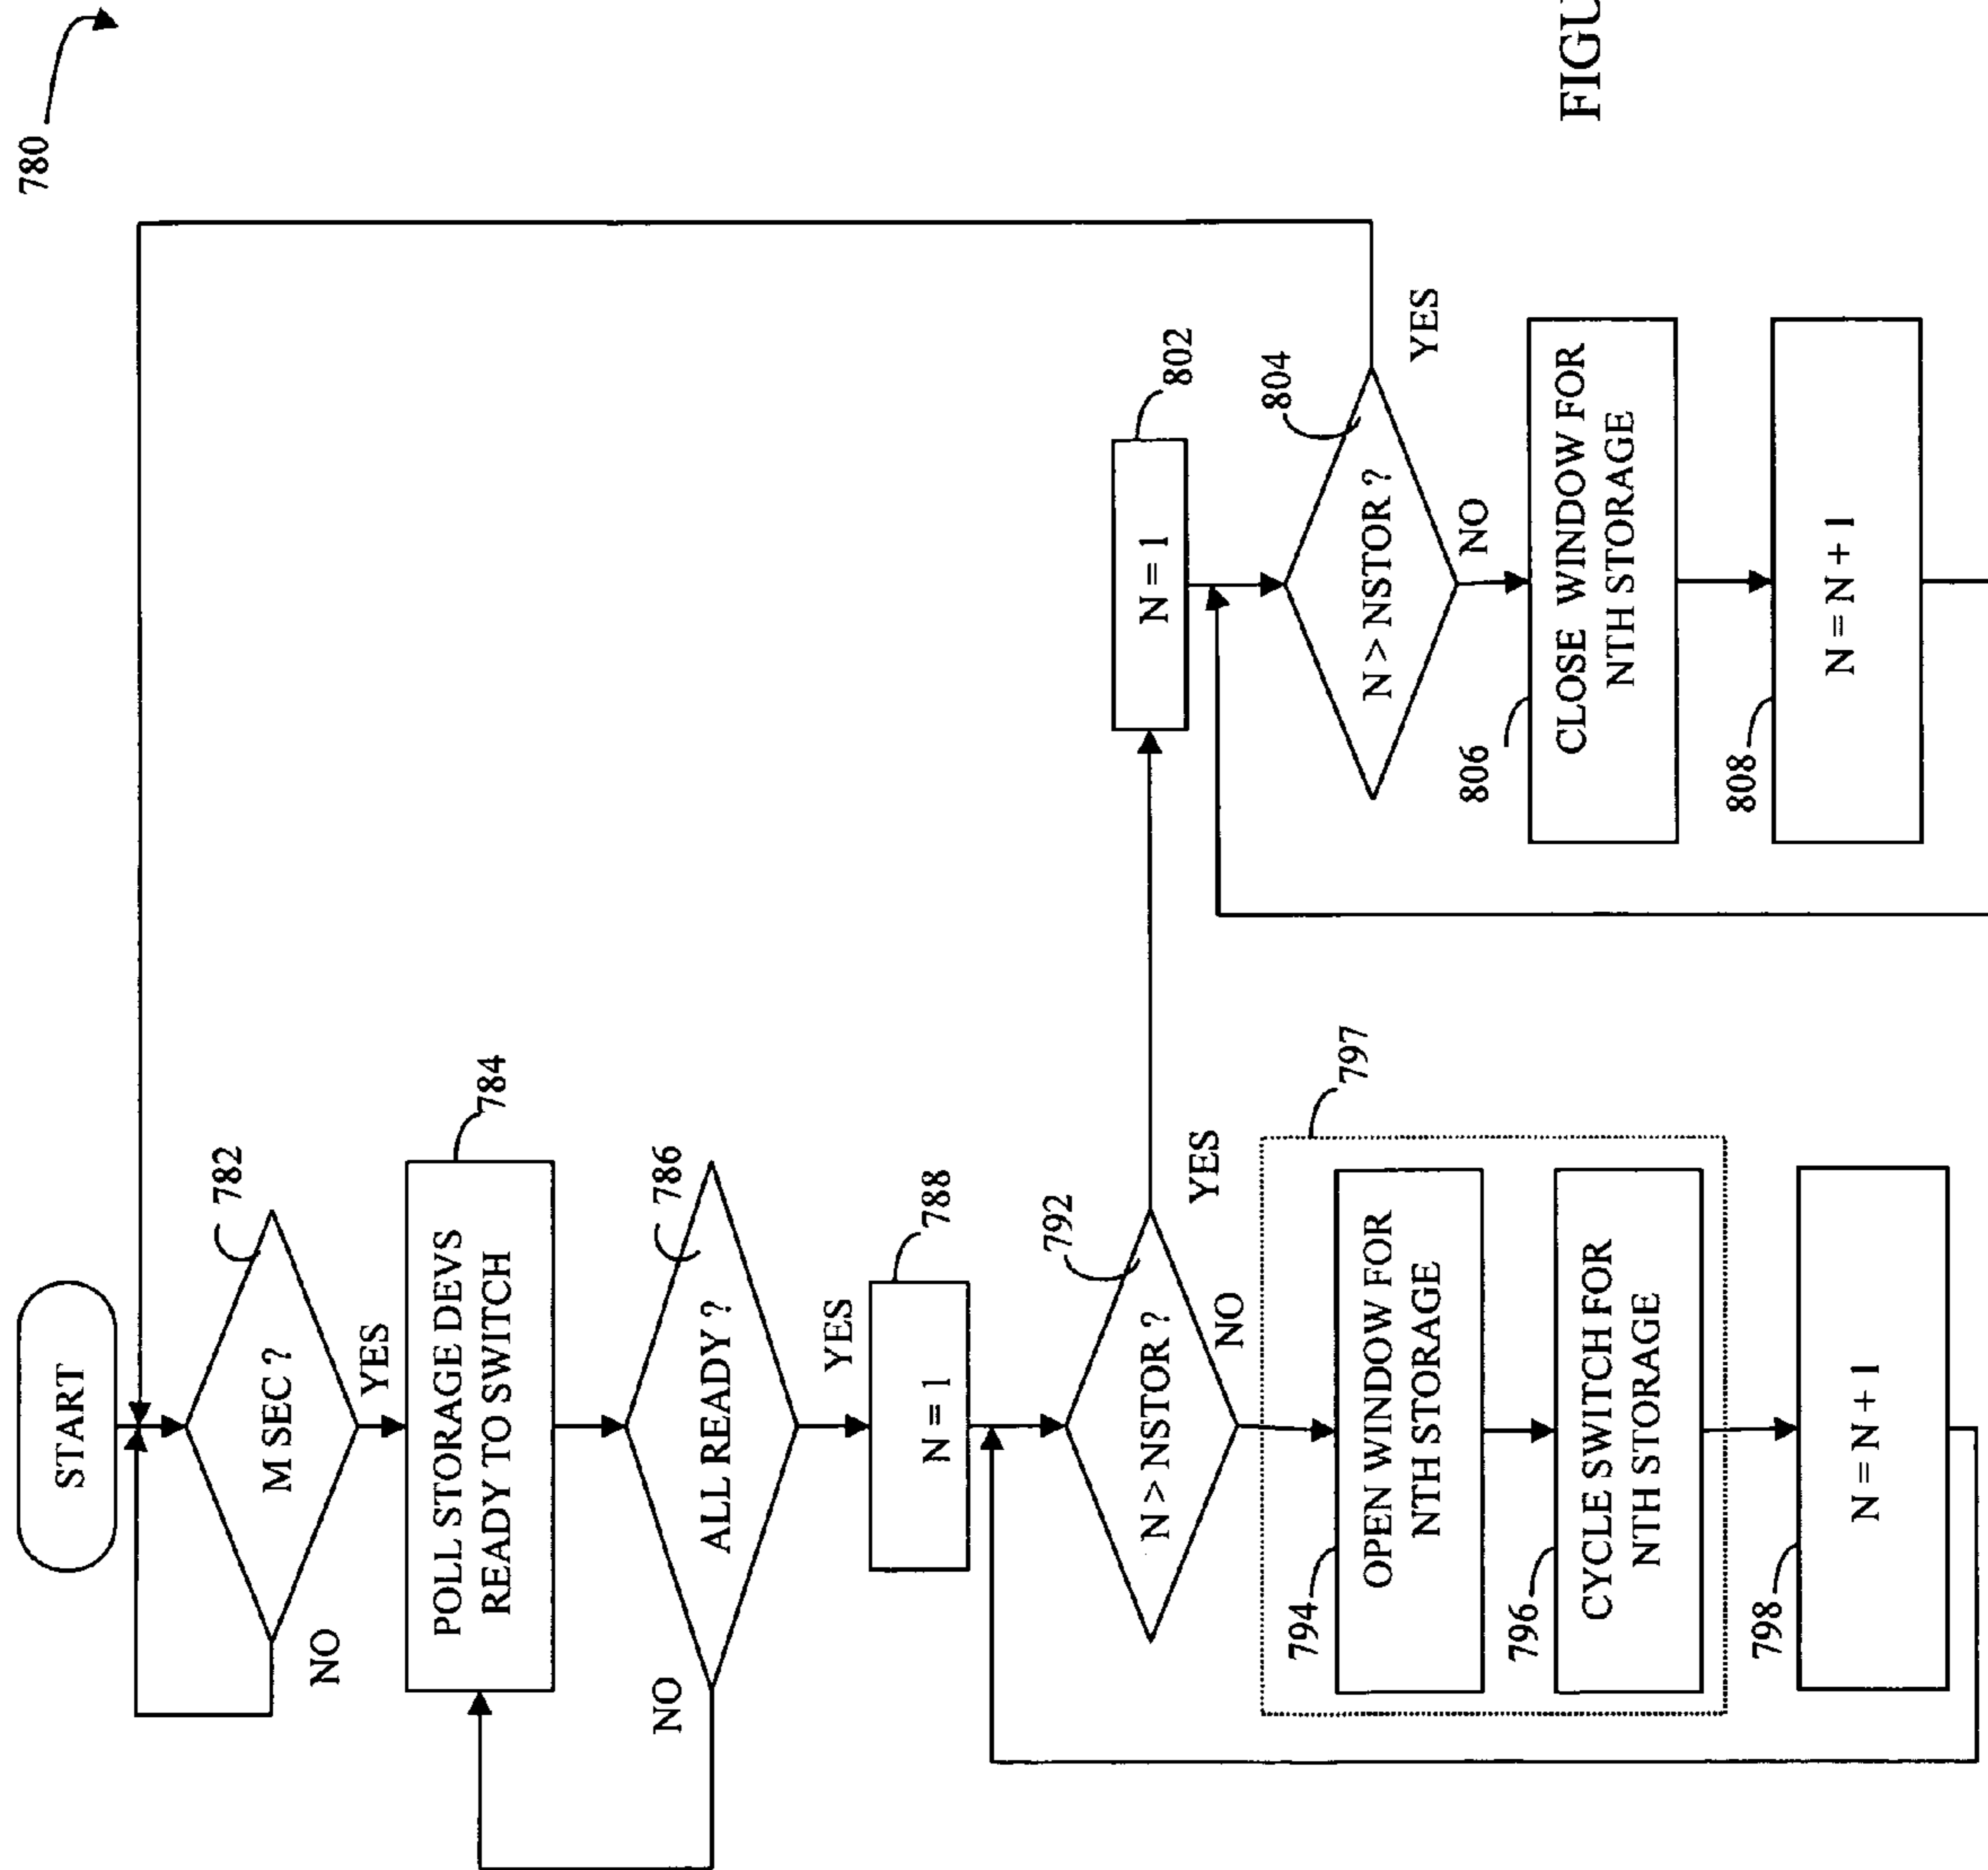 780
START
782
M SEC ?
NO
YES
784
POLL STORAGE DEVS
READY TO SWITCH
786
ALL READY ?
NO
YES
788
N = 1
792
N > NSTOR ?
YES
NO
797
794
OPEN WINDOW FOR
NTH STORAGE
796
CYCLE SWITCH FOR
NTH STORAGE
798
N = N + 1
802
N = 1
804
N > NSTOR ?
YES
NO
806
CLOSE WINDOW FOR
NTH STORAGE
808
N = N + 1